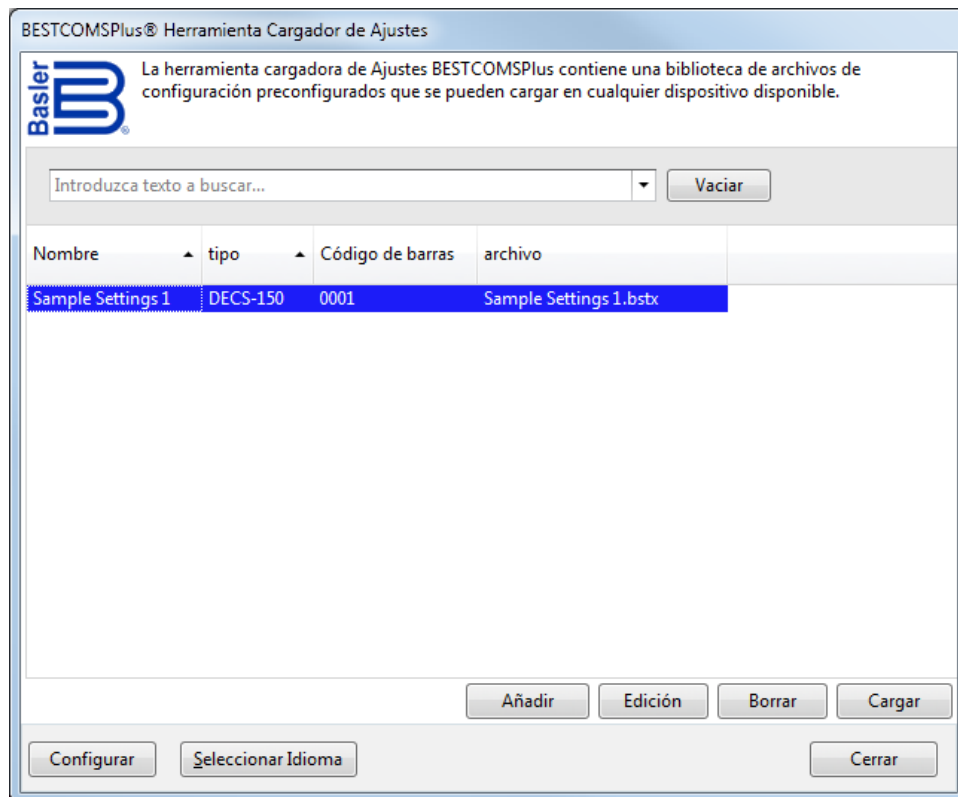 BESTCOMSPlus® Herramienta Cargador de Ajustes
Basler
®
La herramienta cargadora de Ajustes BESTCOMSPlus contiene una biblioteca de archivos de
configuración preconfigurados que se pueden cargar en cualquier dispositivo disponible.
Introduzca texto a buscar...
Vaciar
Nombre tipo Código de barras archivo
Sample Settings 1 DECS-150 0001 Sample Settings 1.bstx
Añadir Edición Borrar Cargar
Configurar Seleccionar Idioma Cerrar